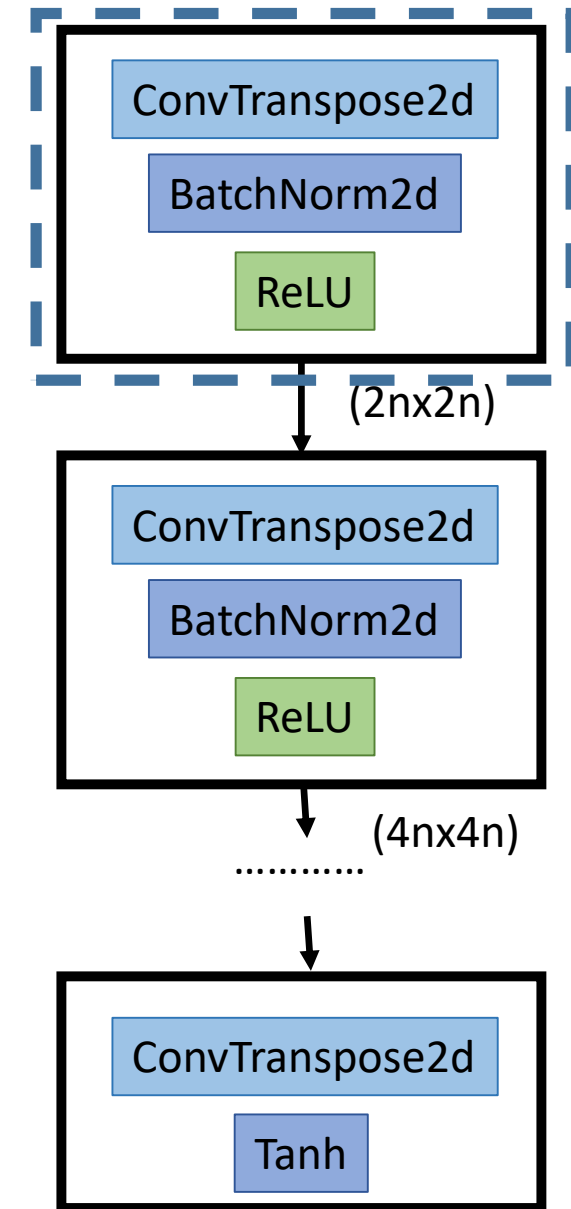 ConvTranspose2d
BatchNorm2d
ReLU
(2nx2n)
ConvTranspose2d
BatchNorm2d
ReLU
(4nx4n)
.............
ConvTranspose2d
Tanh